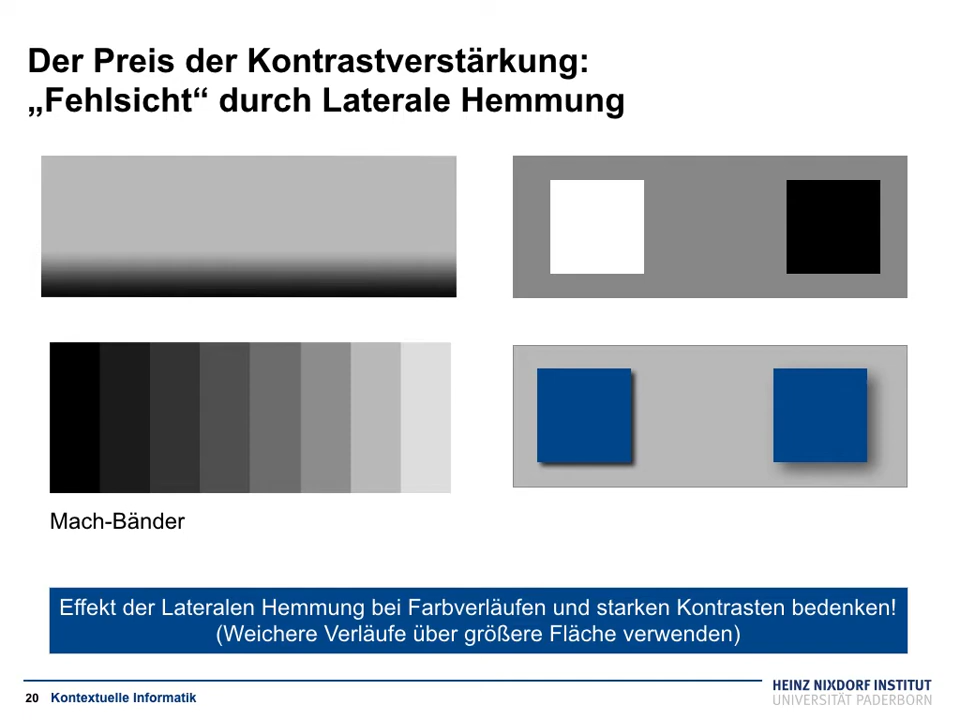 Der Preis der Kontrastverstärkung:
„Fehlsicht“ durch Laterale Hemmung
Mach-Bänder
Effekt der Lateralen Hemmung bei Farbverläufen und starken Kontrasten bedenken!
(Weichere Verläufe über größere Fläche verwenden)
20 Kontextuelle Informatik
HEINZ NIXDORF INSTITUT
UNIVERSITÄT PADERBORN